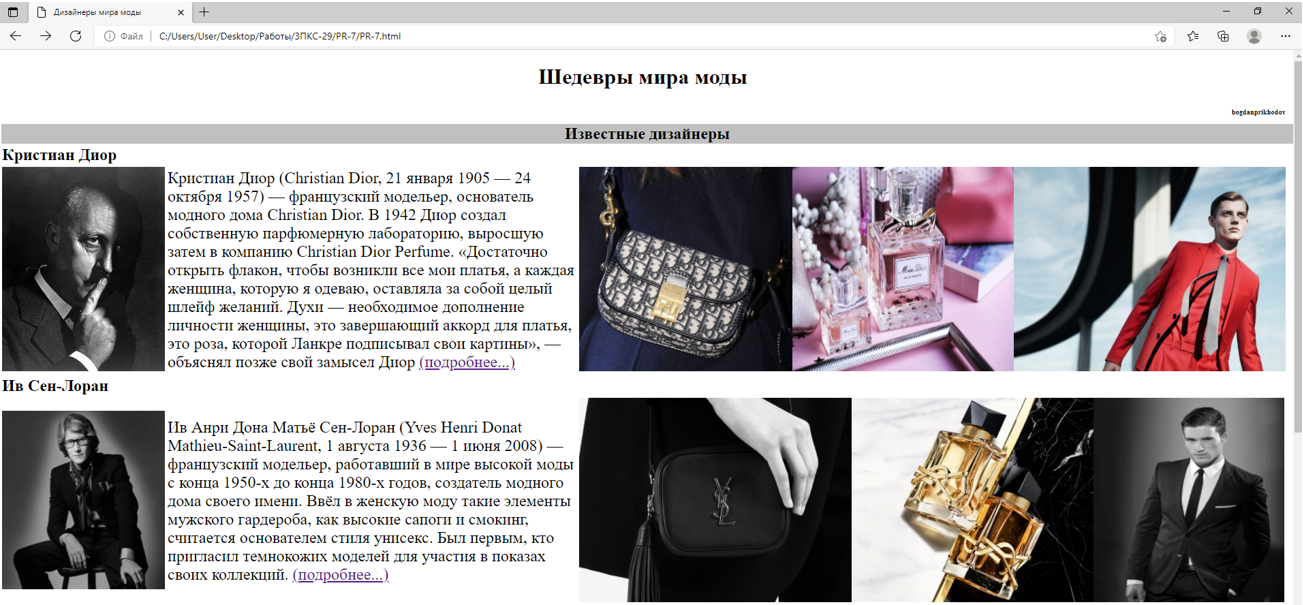 Дизайнеры мира моды
Файл
C:/Users/User/Desktop/Работы/3ПКС-29/PR-7/PR-7.html
Шедевры мира моды
bogdanprikhodov
Известные дизайнеры
Кристиан Диор
Кристиан Диор (Christian Dior, 21 января 1905 — 24
октября 1957) — французский модельер, основатель
модного дома Christian Dior. В 1942 Диор создал
собственную парфюмерную лабораторию, выросшую
затем в компанию Christian Dior Perfume. «Достаточно
открыть флакон, чтобы возникли все мои платья, а каждая
женщина, которую я одеваю, оставляла за собой целый
шлейф желаний. Духи — необходимое дополнение
личности женщины, это завершающий аккорд для платья,
это роза, которой Ланкре подписывал свои картины», —
объяснял позже свой замысел Диор (подробнее...)
Miss Dior
Ив Сен-Лоран
Ив Анри Дона Матьё Сен-Лоран (Yves Henri Donat
Mathieu-Saint-Laurent, 1 августа 1936 — 1 июня 2008) —
французский модельер, работавший в мире высокой моды
с конца 1950-х до конца 1980-х годов, создатель модного
дома своего имени. Ввёл в женскую моду такие элементы
мужского гардероба, как высокие сапоги и смокинг,
считается основателем стиля унисекс. Был первым, кто
пригласил темнокожих моделей для участия в показах
своих коллекций. (подробнее...)
YSL